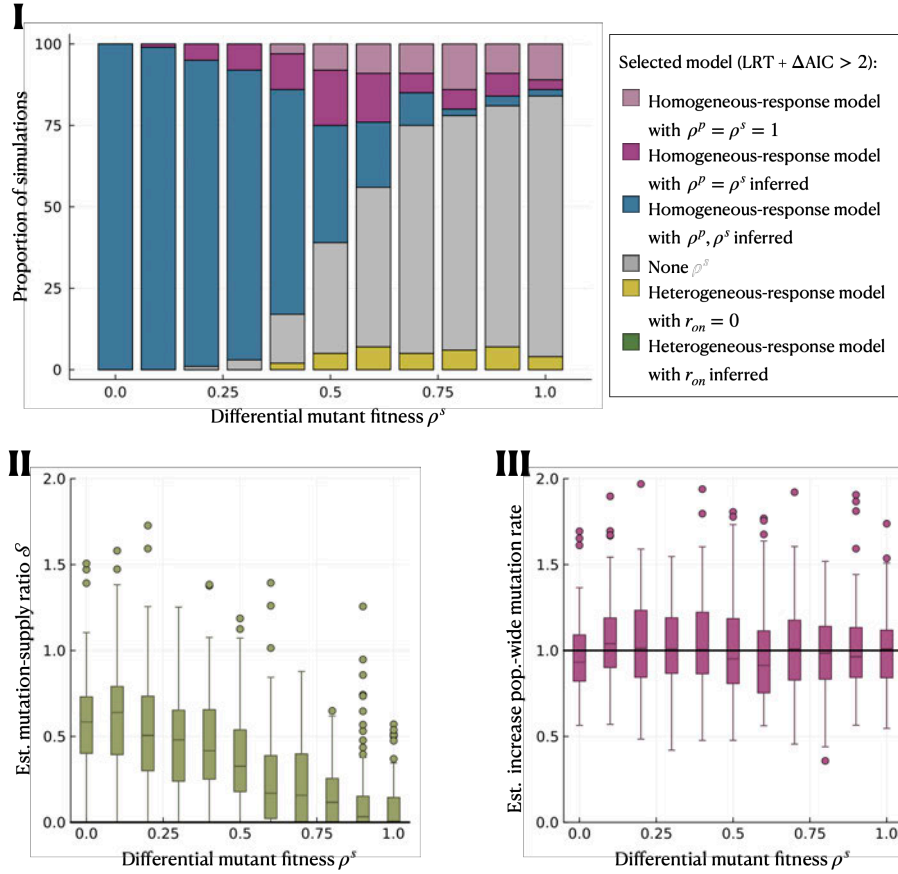 I
100
75
50
25
0
Proportion of simulations
0.0 0.25 0.5 0.75 1.0
Differential mutant fitness ρˢ
Selected model (LRT + ΔAIC > 2):
Homogeneous-response model
with ρᵖ = ρˢ = 1
Homogeneous-response model
with ρᵖ = ρˢ inferred
Homogeneous-response model
with ρᵖ, ρˢ inferred
None ρˢ
Heterogeneous-response model
with rₒₙ = 0
Heterogeneous-response model
with rₒₙ inferred
II
2.0
1.5
1.0
0.5
0.0
Est. mutation-supply ratio 𝒮
0.0 0.25 0.5 0.75 1.0
Differential mutant fitness ρˢ
III
2.0
1.5
1.0
0.5
0.0
Est. increase pop.-wide mutation rate
0.0 0.25 0.5 0.75 1.0
Differential mutant fitness ρˢ